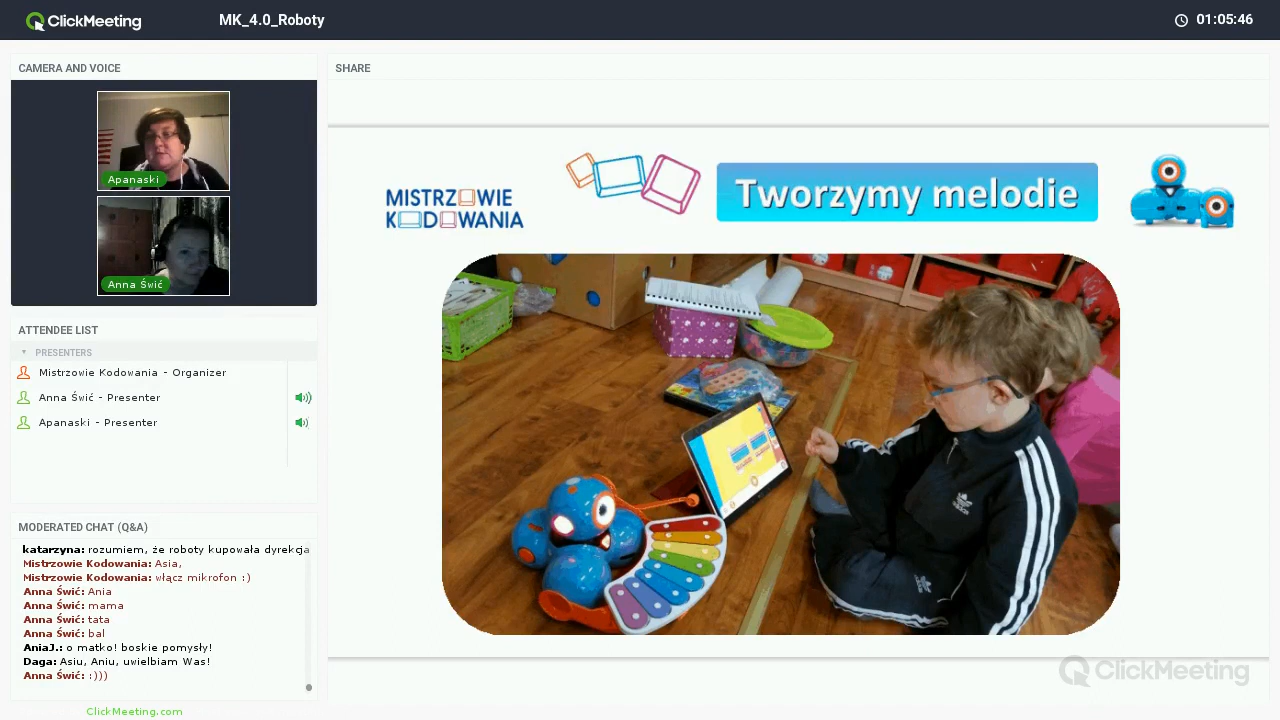 ClickMeeting
MK_4.0_Roboty
01:05:46
CAMERA AND VOICE
Apanaski
Anna Świć
ATTENDEE LIST
PRESENTERS
Mistrzowie Kodowania - Organizer
Anna Świć - Presenter
Apanaski - Presenter
MODERATED CHAT (Q&A)
katarzyna: rozumiem, że roboty kupowała dyrekcja
Mistrzowie Kodowania: Asia,
Mistrzowie Kodowania: włącz mikrofon :)
Anna Świć: Ania
Anna Świć: mama
Anna Świć: tata
Anna Świć: bal
AniaJ.: o matko! boskie pomysły!
Daga: Asiu, Aniu, uwielbiam Was!
Anna Świć: :)))
ClickMeeting.com
SHARE
MISTRZOWIE
KODOWANIA
Tworzymy melodie
adidas
ClickMeeting